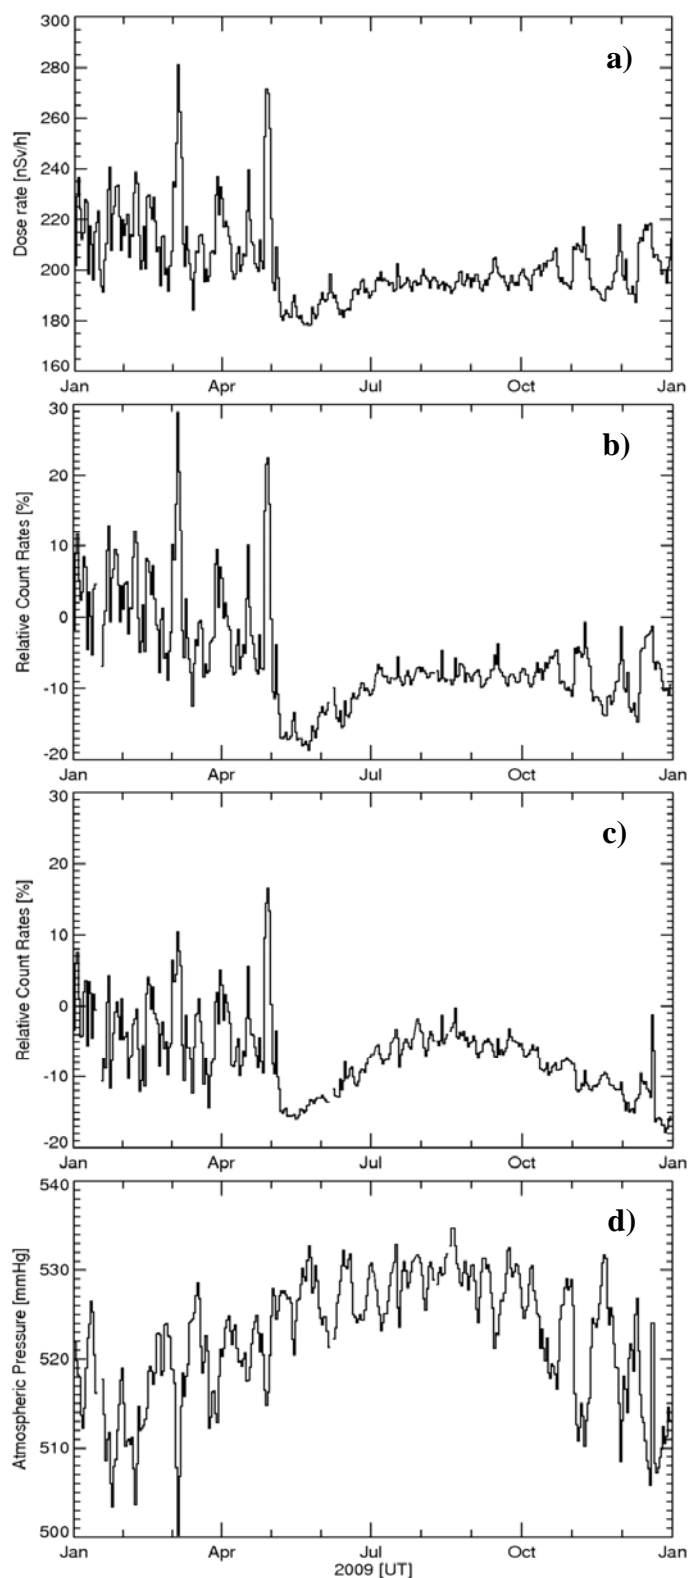 300
280
260
240
220
200
180
160
Dose rate [nSv/h]
a)
Jan
Apr
Jul
Oct
Jan
30
20
10
0
-10
-20
Relative Count Rates [%]
b)
Jan
Apr
Jul
Oct
Jan
30
20
10
0
-10
-20
Relative Count Rates [%]
c)
Jan
Apr
Jul
Oct
Jan
540
530
520
510
500
Atmospheric Pressure [mmHg]
d)
Jan
Apr
Jul
Oct
Jan
2009 [UT]